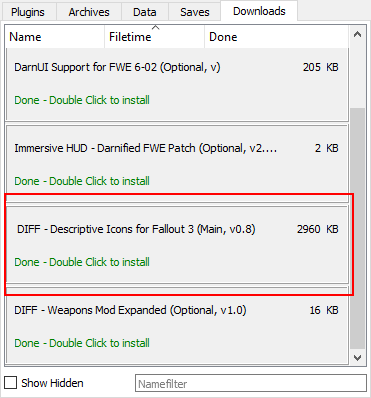 Plugins Archives Data Saves Downloads
Name Filetime Done
DarnUI Support for FWE 6-02 (Optional, v) 205 KB
Done - Double Click to install
Immersive HUD - Darnified FWE Patch (Optional, v2.... 2 KB
Done - Double Click to install
DIFF - Descriptive Icons for Fallout 3 (Main, v0.8) 2960 KB
Done - Double Click to install
DIFF - Weapons Mod Expanded (Optional, v1.0) 16 KB
Done - Double Click to install
Show Hidden Namefilter